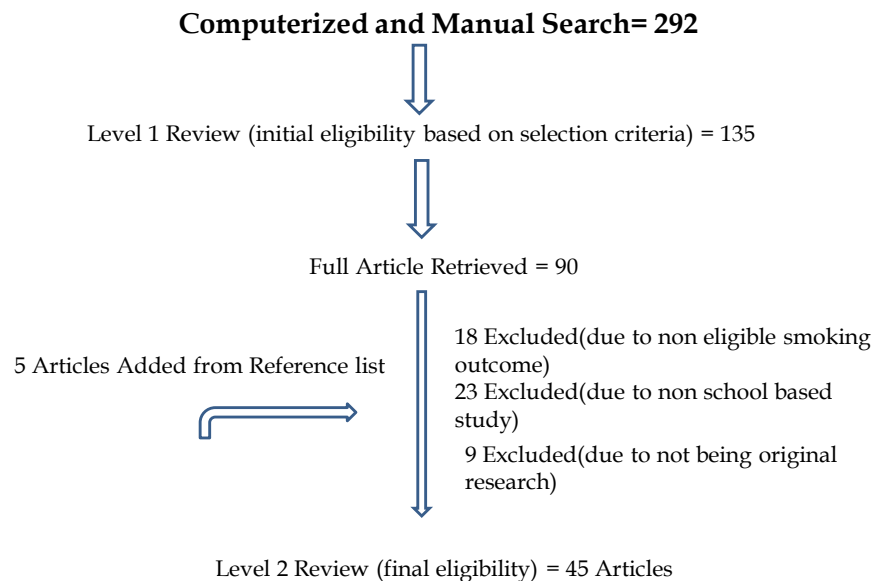 Computerized and Manual Search= 292
Level 1 Review (initial eligibility based on selection criteria) = 135
Full Article Retrieved = 90
5 Articles Added from Reference list
18 Excluded(due to non eligible smoking
outcome)
23 Excluded(due to non school based
study)
9 Excluded(due to not being original
research)
Level 2 Review (final eligibility) = 45 Articles